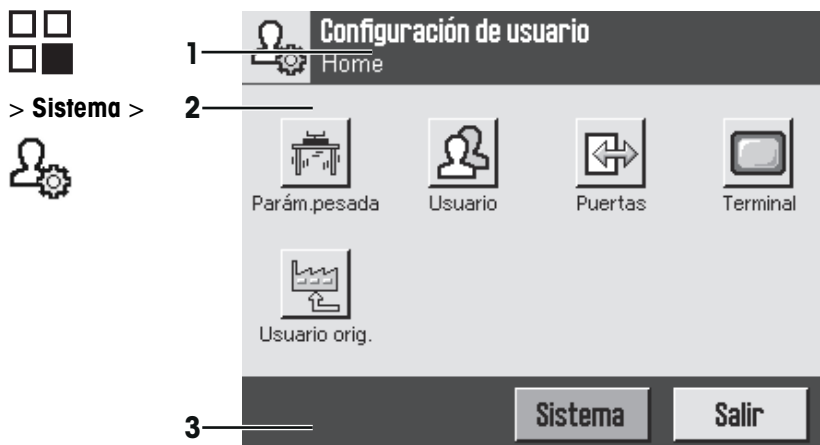 Configuración de usuario
1
Home
> Sistema >
2
Parám.pesada
Usuario
Puertas
Terminal
Usuario orig.
3
Sistema
Salir